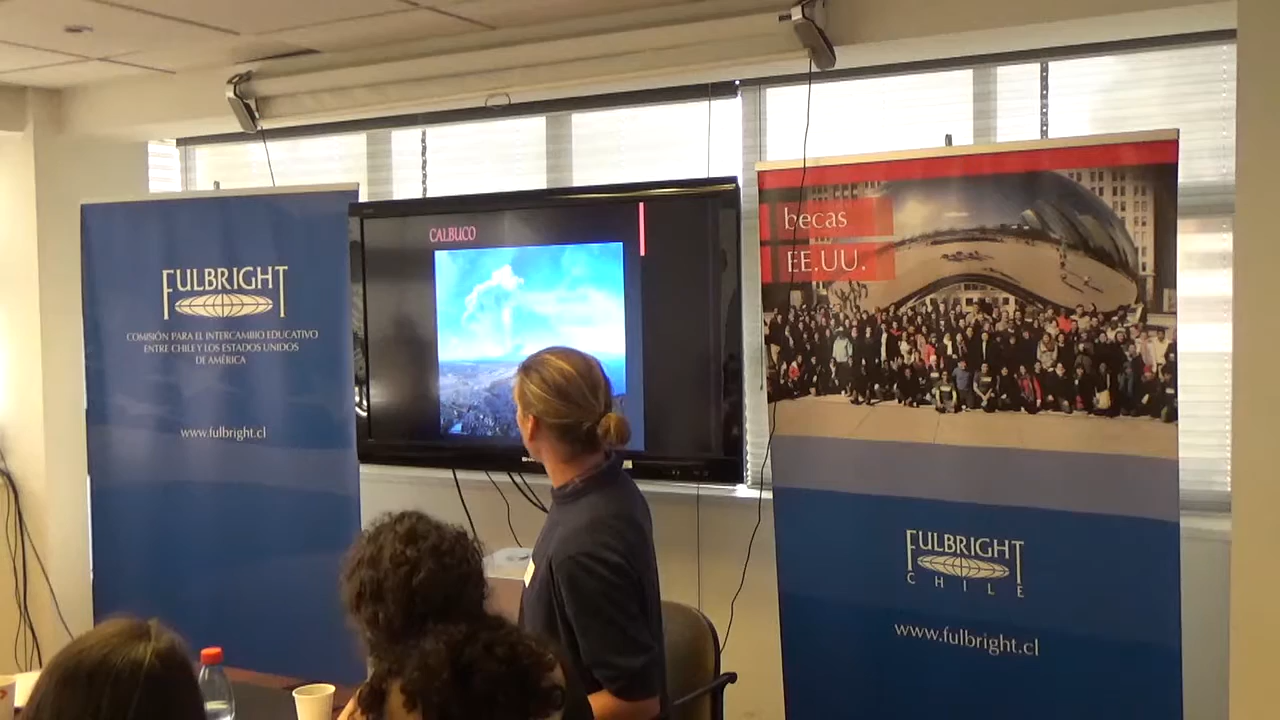 FULBRIGHT
COMISIÓN PARA EL INTERCAMBIO EDUCATIVO
ENTRE CHILE Y LOS ESTADOS UNIDOS
DE AMÉRICA
www.fulbright.cl
CALBUCO
becas
EE.UU.
FULBRIGHT
CHILE
www.fulbright.cl